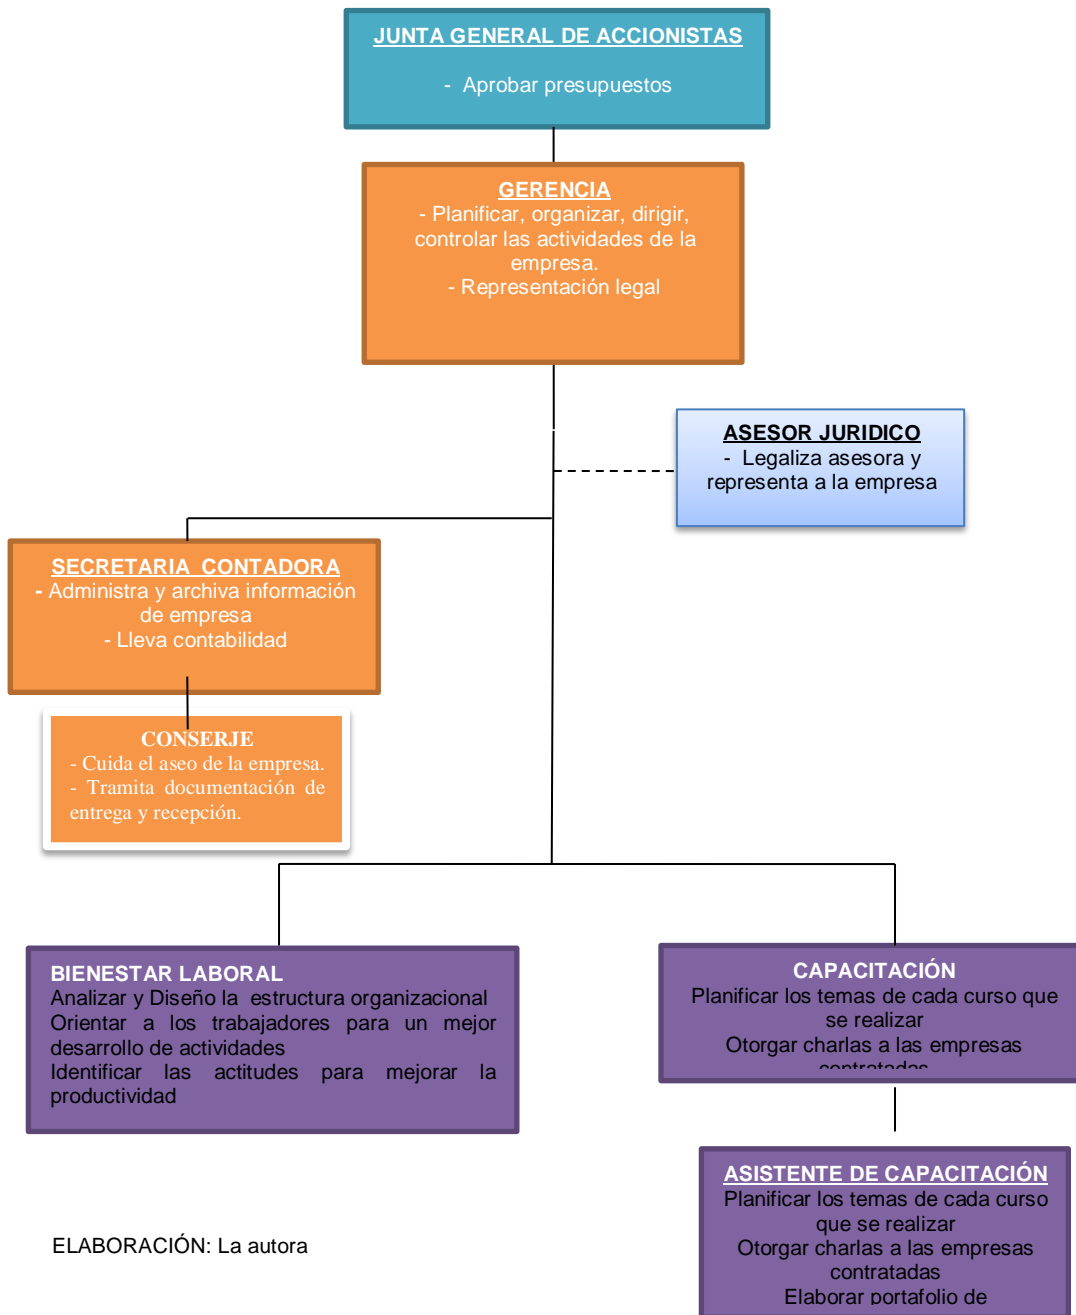 JUNTA GENERAL DE ACCIONISTAS
- Aprobar presupuestos
GERENCIA
- Planificar, organizar, dirigir,
controlar las actividades de la
empresa.
- Representación legal
ASESOR JURIDICO
- Legaliza asesora y
representa a la empresa
SECRETARIA CONTADORA
- Administra y archiva información
de empresa
- Lleva contabilidad
CONSERJE
- Cuida el aseo de la empresa.
- Tramita documentación de
entrega y recepción.
BIENESTAR LABORAL
Analizar y Diseño la estructura organizacional
Orientar a los trabajadores para un mejor
desarrollo de actividades
Identificar las actitudes para mejorar la
productividad
CAPACITACIÓN
Planificar los temas de cada curso que
se realizar
Otorgar charlas a las empresas
contratadas
ASISTENTE DE CAPACITACIÓN
Planificar los temas de cada curso
que se realizar
Otorgar charlas a las empresas
contratadas
Elaborar portafolio de
ELABORACIÓN: La autora